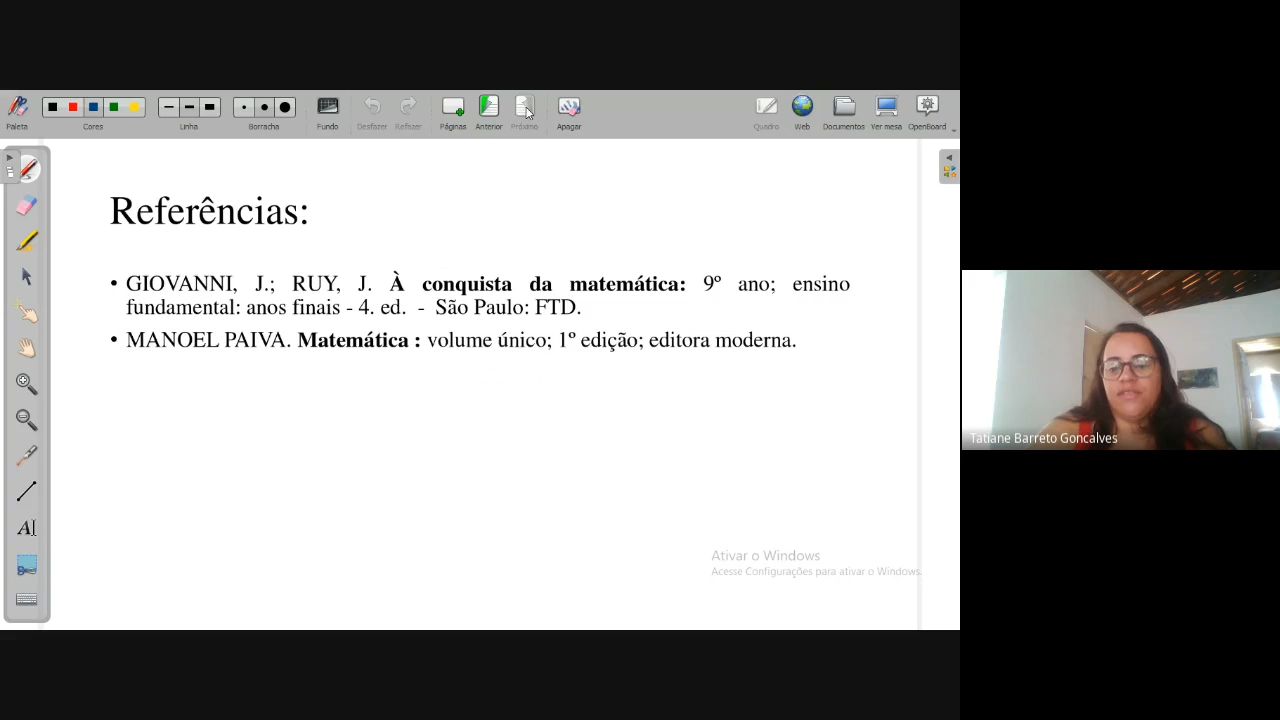 Paleta
Cores
Linha
Borracha
Fundo
Desfazer
Refazer
Páginas
Anterior
Próximo
Apagar
Quadro
Web
Documentos
Ver mesa
OpenBoard
Referências:
• GIOVANNI, J.; RUY, J. À conquista da matemática: 9º ano; ensino
fundamental: anos finais - 4. ed. - São Paulo: FTD.
• MANOEL PAIVA. Matemática : volume único; 1º edição; editora moderna.
Ativar o Windows
Acesse Configurações para ativar o Windows.
Tatiane Barreto Goncalves